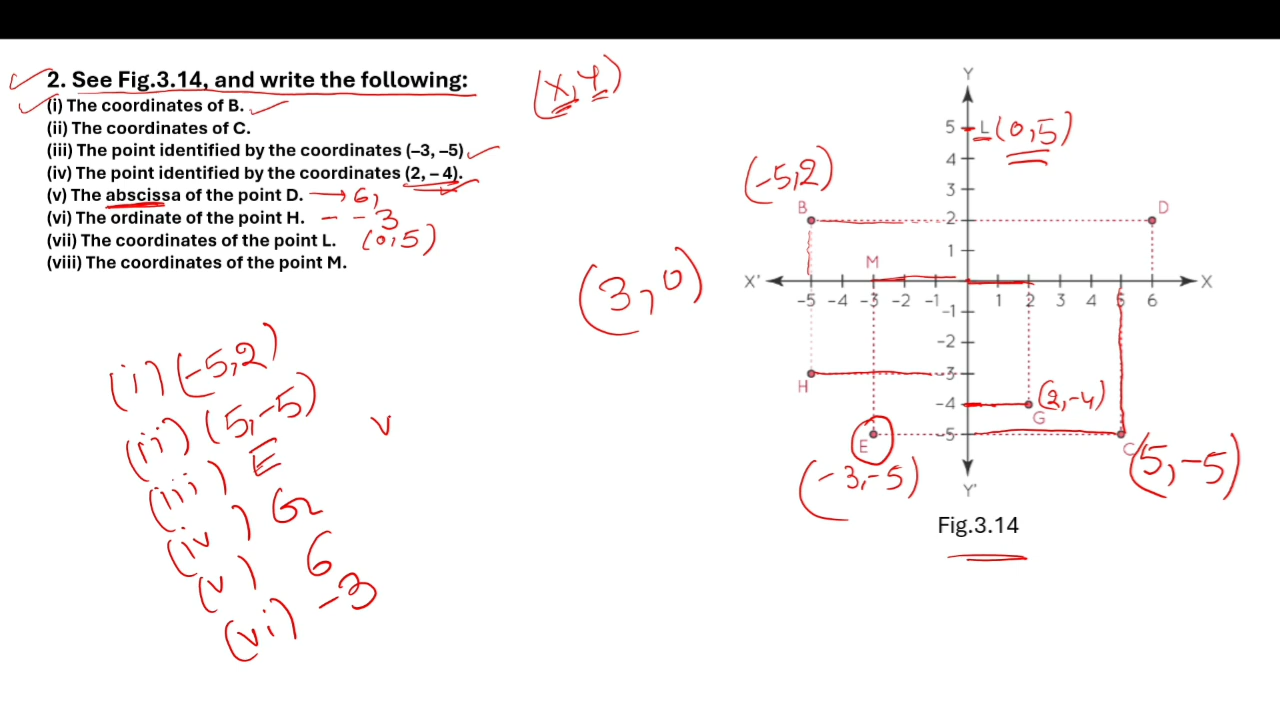 2. See Fig.3.14, and write the following:
(i) The coordinates of B.
(ii) The coordinates of C.
(iii) The point identified by the coordinates (–3, –5)
(iv) The point identified by the coordinates (2, – 4).
(v) The abscissa of the point D. → 6,
(vi) The ordinate of the point H. - - 3
(vii) The coordinates of the point L. (0,5)
(viii) The coordinates of the point M.
(x, y)
(i) (-5,2)
(ii) (5,-5)
(iii) E
(iv) G
(v) 6
(vi) -3
v
(3,0)
Y
5 L (0,5)
4
(-5,2)
3
B 2 D
1
M
X' -5 -4 -3 -2 -1 1 2 3 4 5 6 X
-1
-2
H -3
-4 (2,-4)
G
E -5 C (5,-5)
(-3,-5)
Y'
Fig.3.14